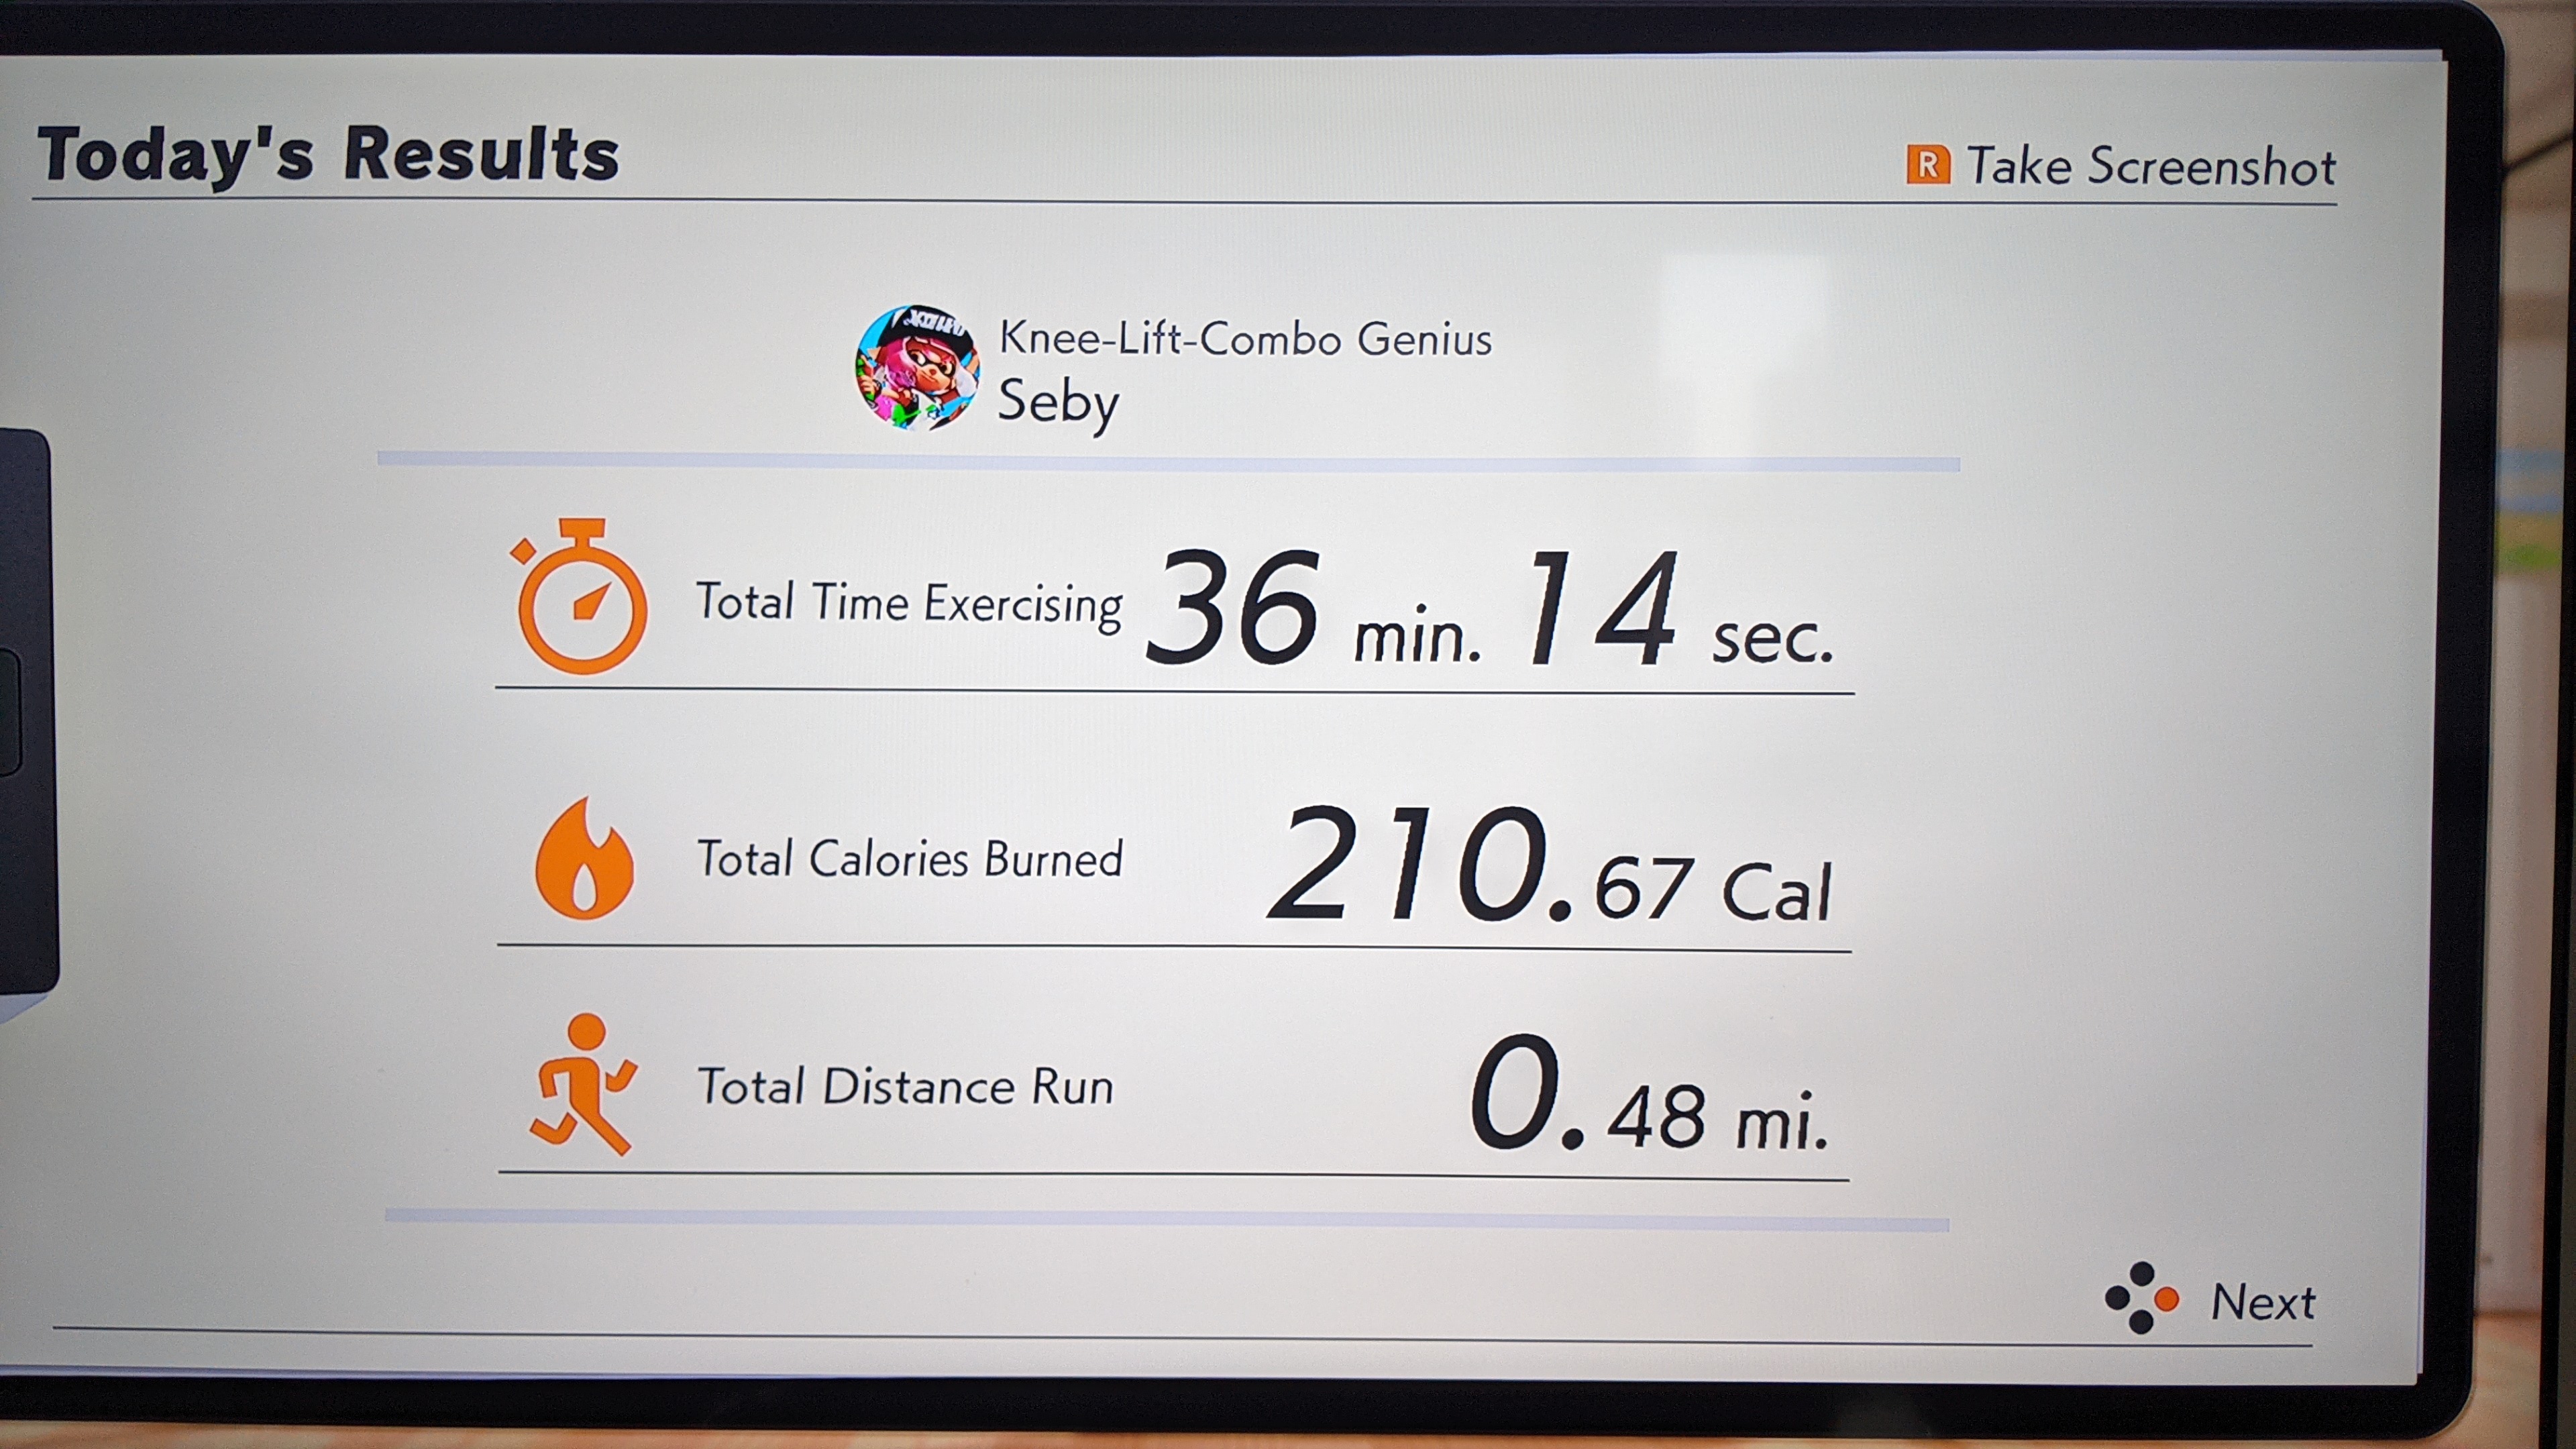 Today's Results
R Take Screenshot
Knee-Lift-Combo Genius
Seby
Total Time Exercising 36 min. 14 sec.
Total Calories Burned 210.67 Cal
Total Distance Run 0.48 mi.
Next